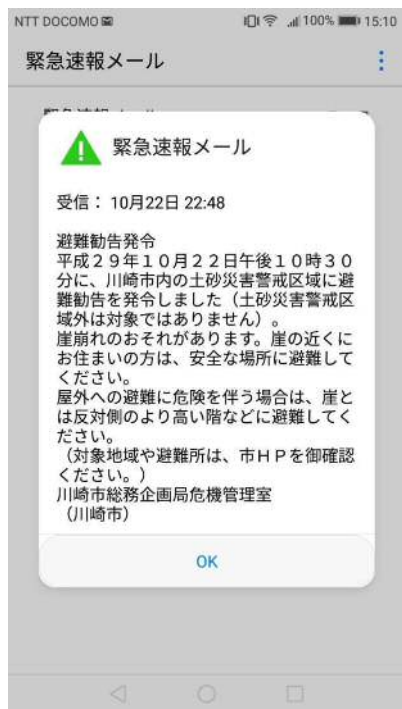 NTT DOCOMO 100% 15:10
緊急速報メール
緊急速報メール
受信： 10月22日 22:48
避難勧告発令
平成２９年１０月２２日午後１０時３０
分に、川崎市内の土砂災害警戒区域に避
難勧告を発令しました（土砂災害警戒区
域外は対象ではありません）。
崖崩れのおそれがあります。崖の近くに
お住まいの方は、安全な場所に避難して
ください。
屋外への避難に危険を伴う場合は、崖と
は反対側のより高い階などに避難してく
ださい。
（対象地域や避難所は、市ＨＰを御確認
ください。）
川崎市総務企画局危機管理室
（川崎市）
OK